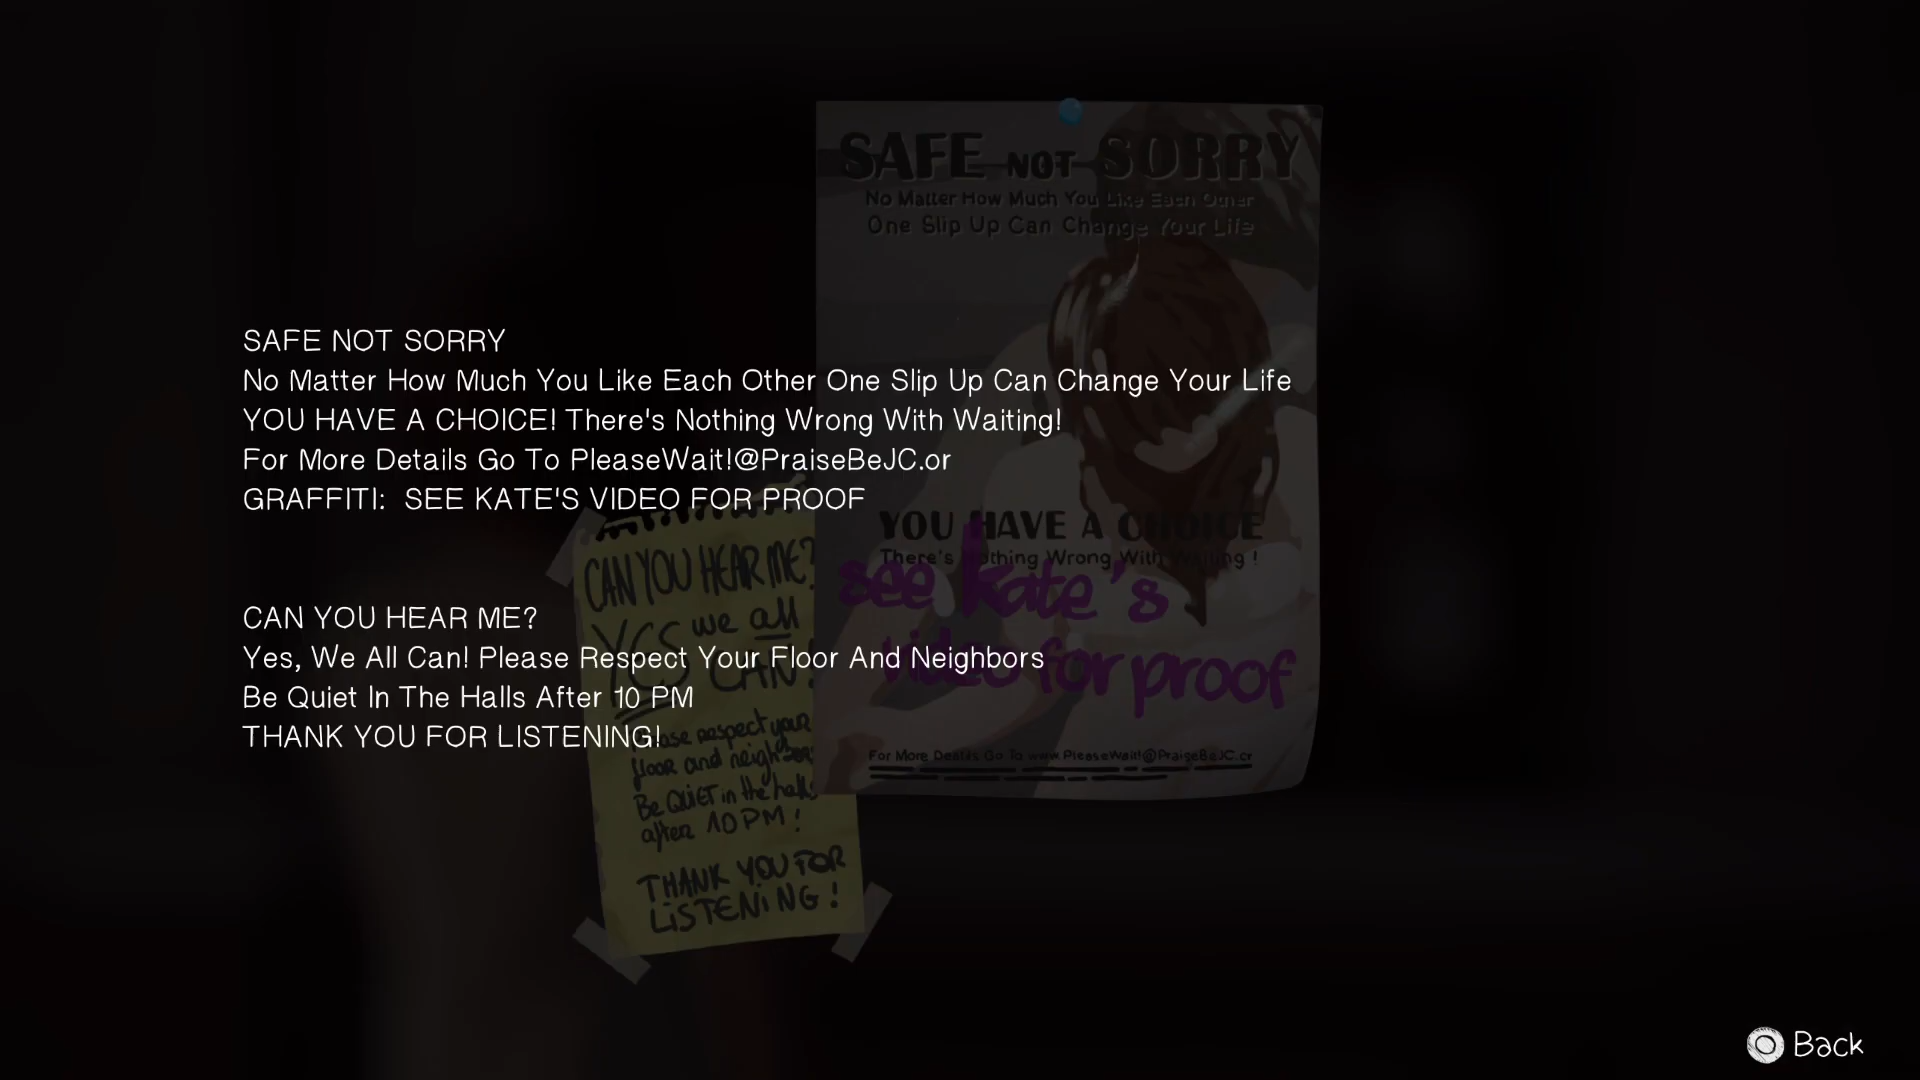 SAFE NOT SORRY
No Matter How Much You Like Each Other One Slip Up Can Change Your Life
YOU HAVE A CHOICE! There's Nothing Wrong With Waiting!
For More Details Go To PleaseWait!@PraiseBeJC.or
GRAFFITI:  SEE KATE'S VIDEO FOR PROOF
CAN YOU HEAR ME?
Yes, We All Can! Please Respect Your Floor And Neighbors
Be Quiet In The Halls After 10 PM
THANK YOU FOR LISTENING!
SAFE NOT SORRY
No Matter How Much You Like Each Other
One Slip Up Can Change Your Life
YOU HAVE A CHOICE
There's Nothing Wrong With Waiting !
see kate's
video for proof
For More Details Go To www.PleaseWait!@PraiseBeJC.or
CAN YOU HEAR ME?
YES we all
CAN!
Please respect your
floor and neighbors
Be QUIET in the halls
after 10PM!
THANK YOU FOR
LISTENING!
Back